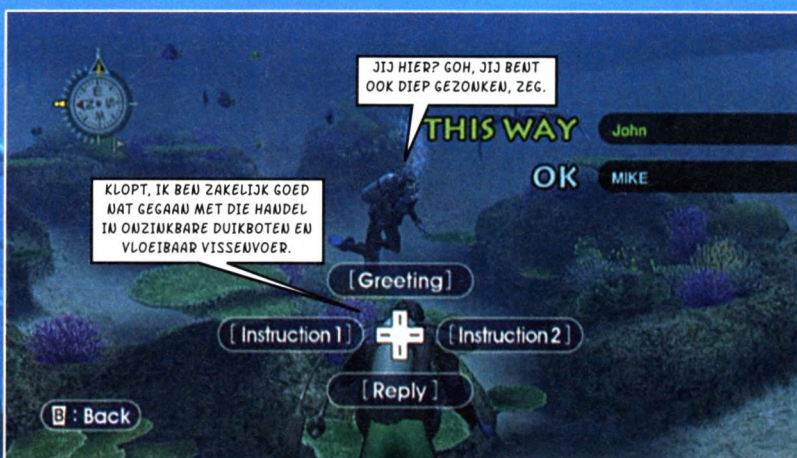 JIJ HIER? GOH, JIJ BENT
OOK DIEP GEZONKEN, ZEG.
THIS WAY John
OK MIKE
KLOPT, IK BEN ZAKELIJK GOED
NAT GEGAAN MET DIE HANDEL
IN ONZINKBARE DUIKBOTEN EN
VLOEIBAAR VISSENVOER.
[Greeting]
[Instruction 1] [Instruction 2]
[Reply]
B : Back